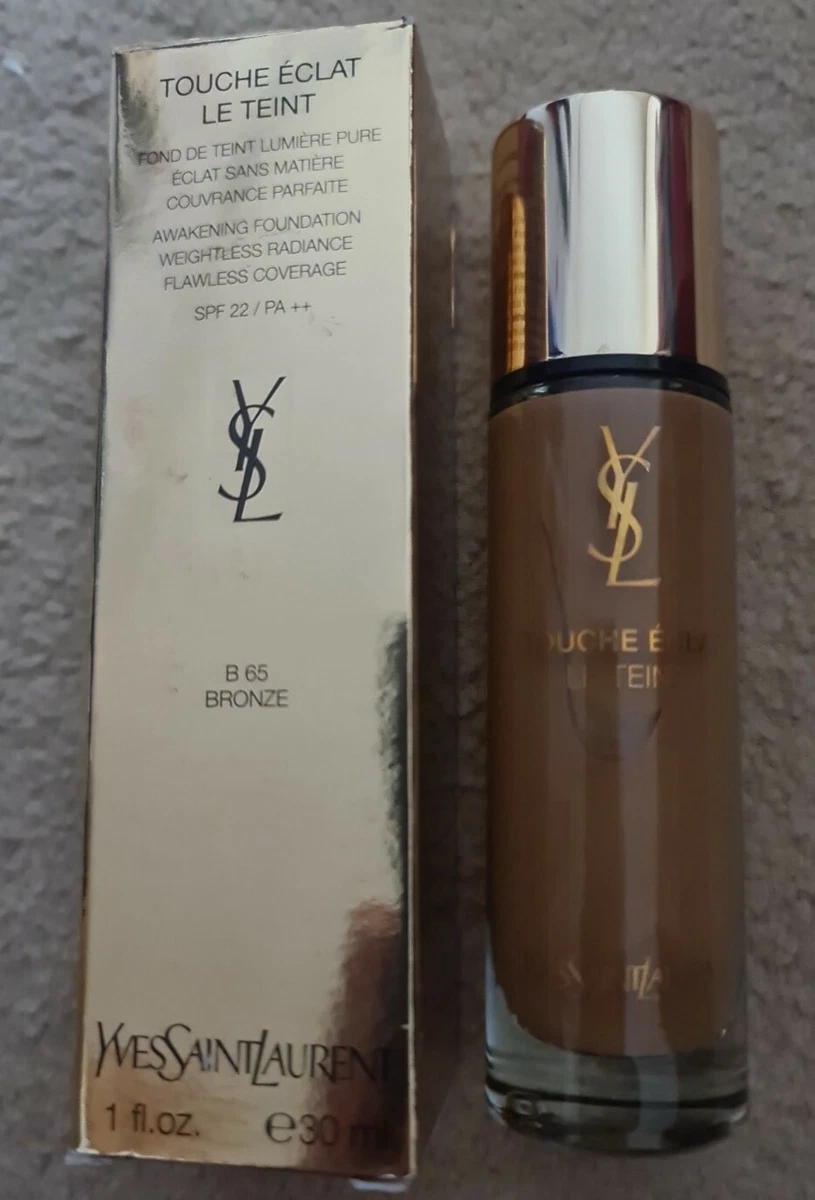 TOUCHE ÉCLAT
LE TEINT
FOND DE TEINT LUMIÈRE PURE
ÉCLAT SANS MATIÈRE
COUVRANCE PARFAITE
AWAKENING FOUNDATION
WEIGHTLESS RADIANCE
FLAWLESS COVERAGE
SPF 22 / PA ++
YSL
B 65
BRONZE
YVESSAINTLAURENT
1 fl.oz. e30 ml
YSL
TOUCHE ÉCLAT
LE TEINT
YVESSAINTLAURENT